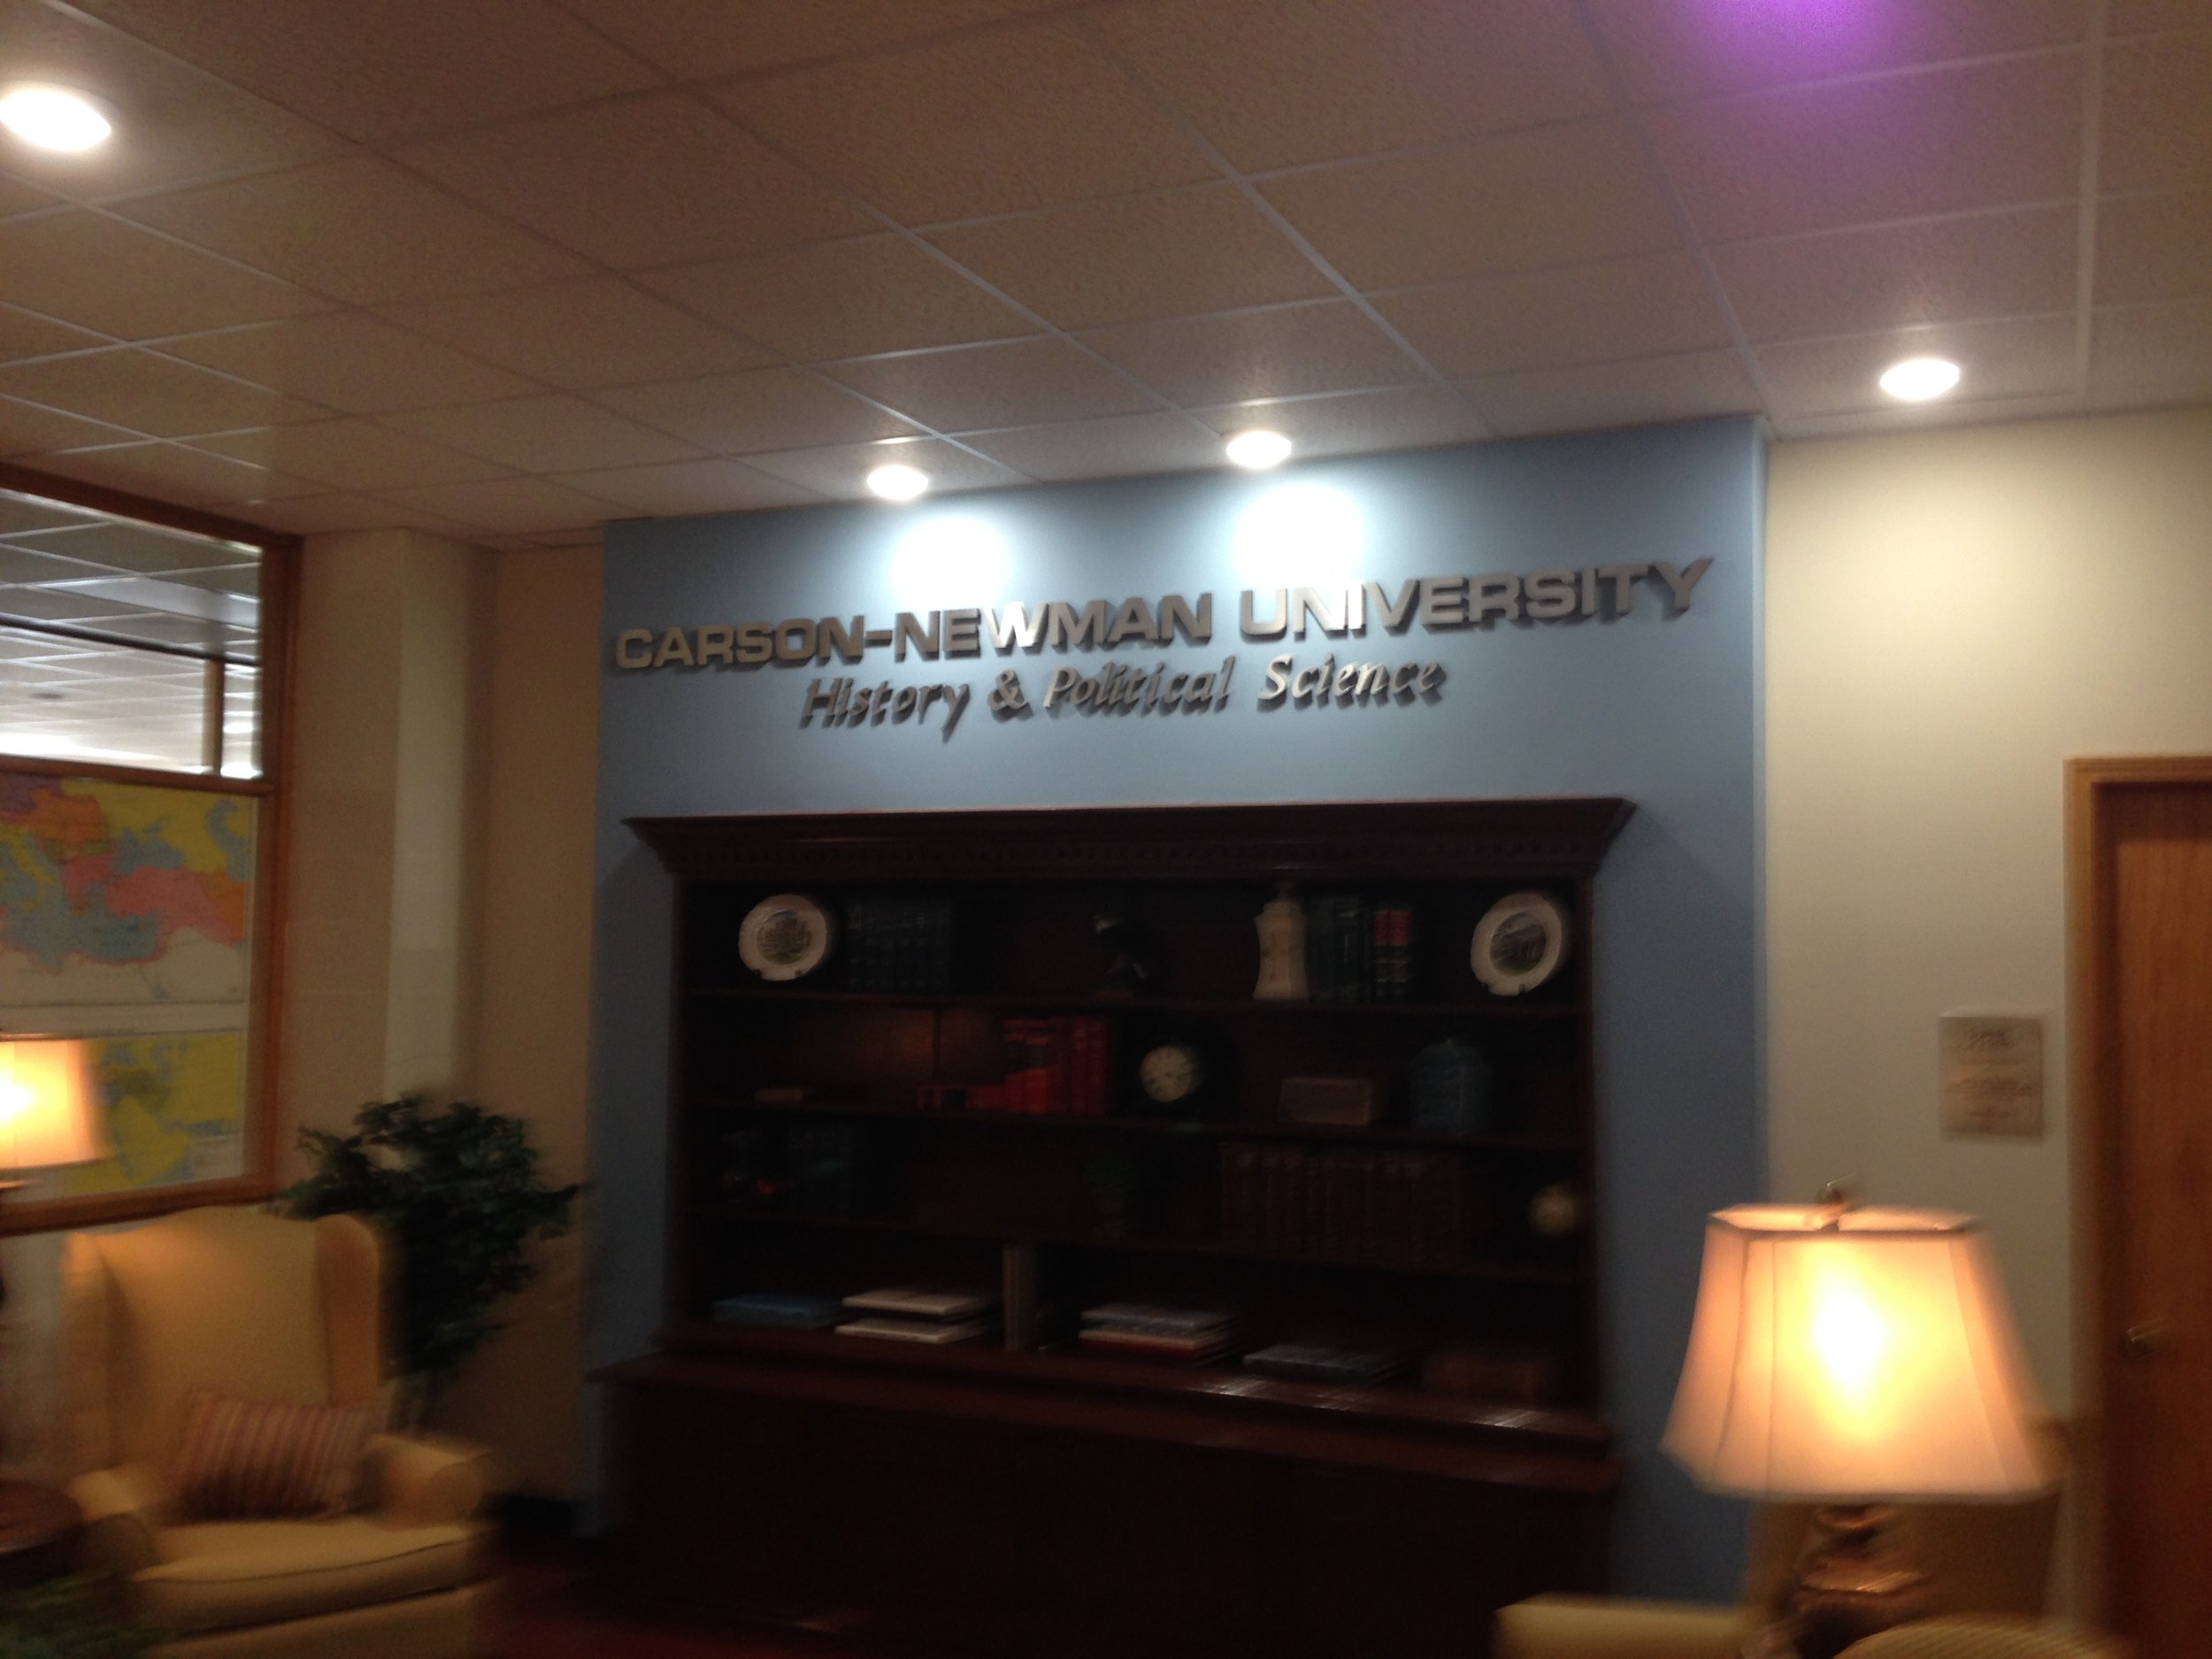 CARSON-NEWMAN UNIVERSITY
History & Political Science